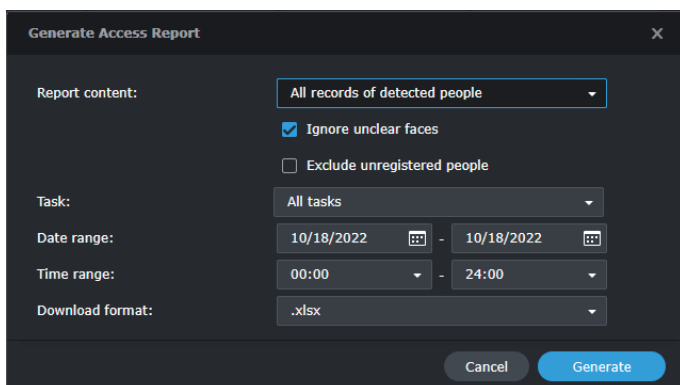 Generate Access Report X
Report content: All records of detected people
Ignore unclear faces
Exclude unregistered people
Task: All tasks
Date range: 10/18/2022 - 10/18/2022
Time range: 00:00 - 24:00
Download format: .xlsx
Cancel Generate